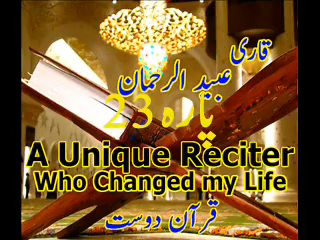 قاری
عبید الرحمان
پارہ 23
A Unique Reciter
Who Changed my Life
قرآن دوست